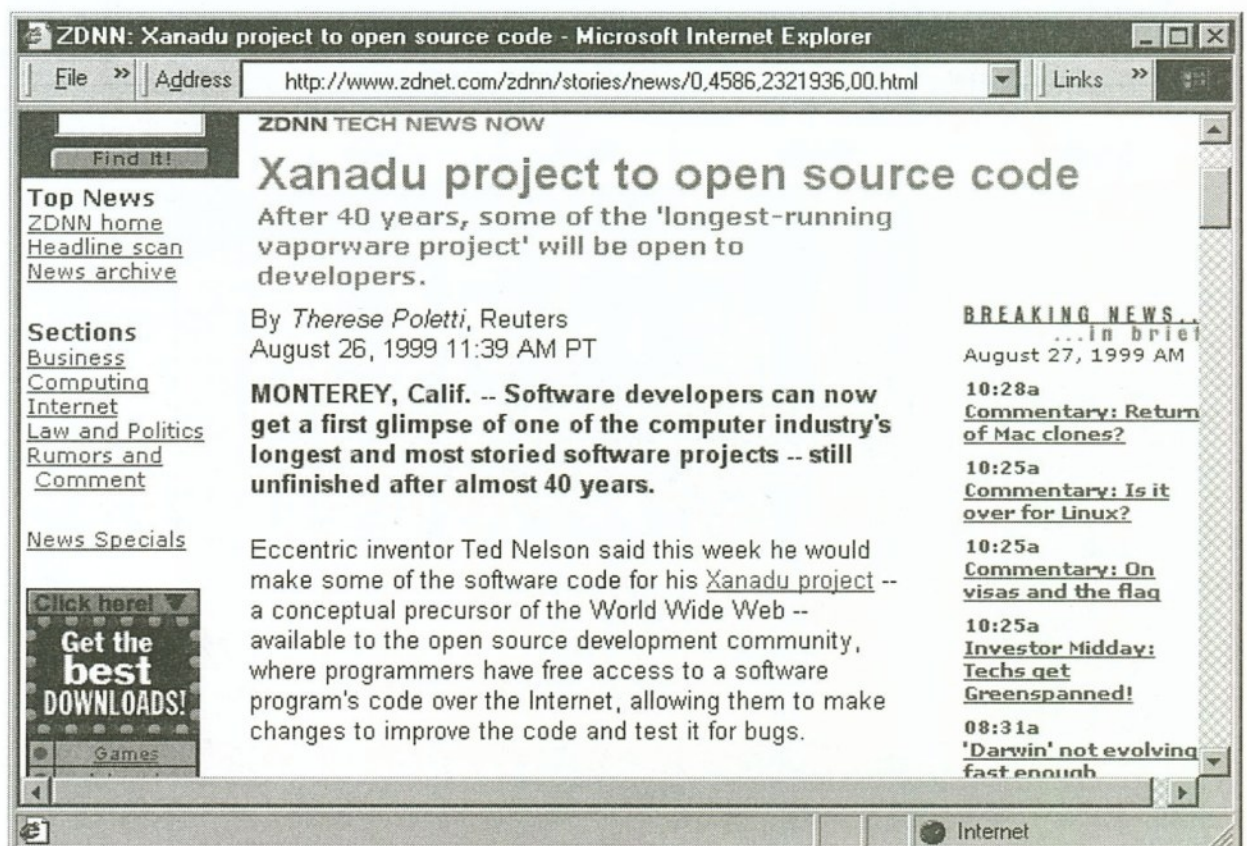 ZDNN: Xanadu project to open source code - Microsoft Internet Explorer
File >> Address http://www.zdnet.com/zdnn/stories/news/0,4586,2321936,00.html Links >>
Find It!
Top News
ZDNN home
Headline scan
News archive
Sections
Business
Computing
Internet
Law and Politics
Rumors and
Comment
News Specials
Click here!
Get the
best
DOWNLOADS!
Games
ZDNN TECH NEWS NOW
Xanadu project to open source code
After 40 years, some of the 'longest-running
vaporware project' will be open to
developers.
By Therese Poletti, Reuters
August 26, 1999 11:39 AM PT
MONTEREY, Calif. -- Software developers can now
get a first glimpse of one of the computer industry's
longest and most storied software projects -- still
unfinished after almost 40 years.
Eccentric inventor Ted Nelson said this week he would
make some of the software code for his Xanadu project --
a conceptual precursor of the World Wide Web --
available to the open source development community,
where programmers have free access to a software
program's code over the Internet, allowing them to make
changes to improve the code and test it for bugs.
BREAKING NEWS..
...in brief
August 27, 1999 AM
10:28a
Commentary: Return
of Mac clones?
10:25a
Commentary: Is it
over for Linux?
10:25a
Commentary: On
visas and the flag
10:25a
Investor Midday:
Techs get
Greenspanned!
08:31a
'Darwin' not evolving
fast enough
Internet